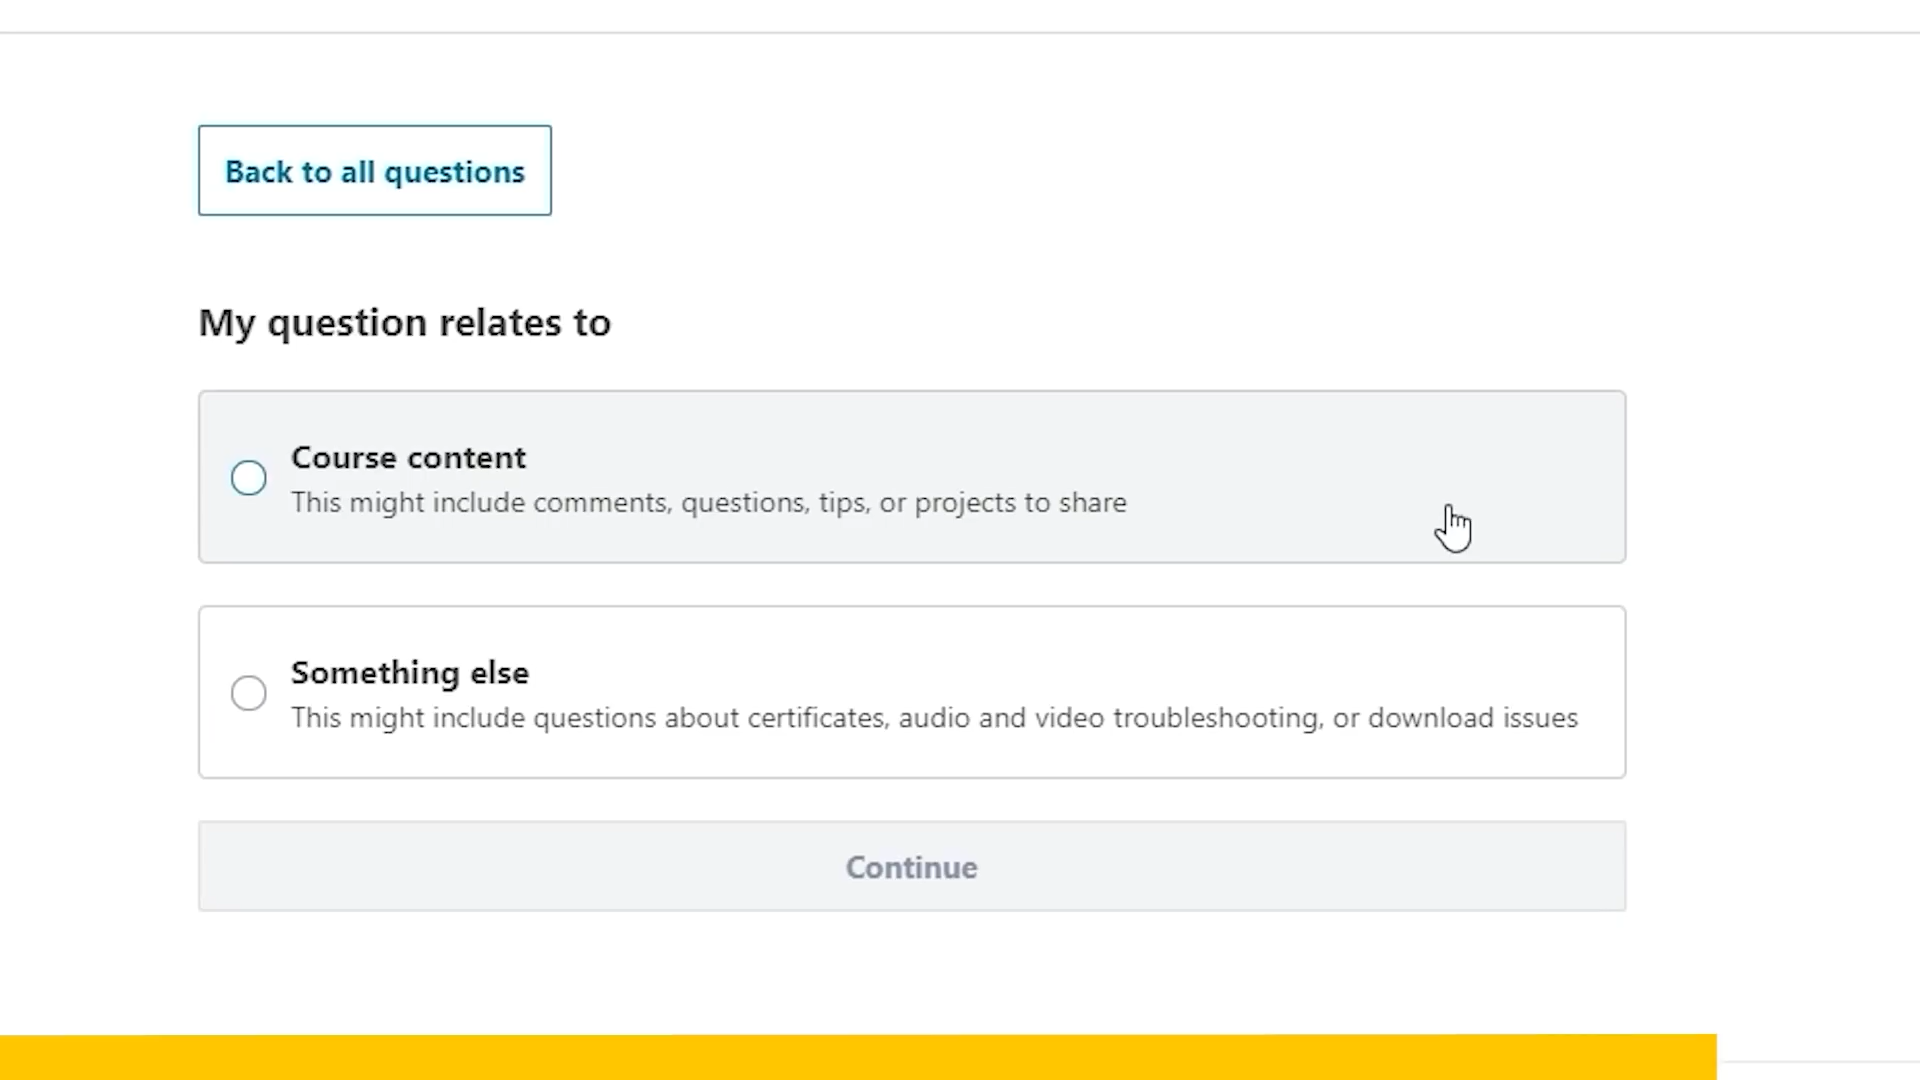 Back to all questions
My question relates to
Course content
This might include comments, questions, tips, or projects to share
Something else
This might include questions about certificates, audio and video troubleshooting, or download issues
Continue